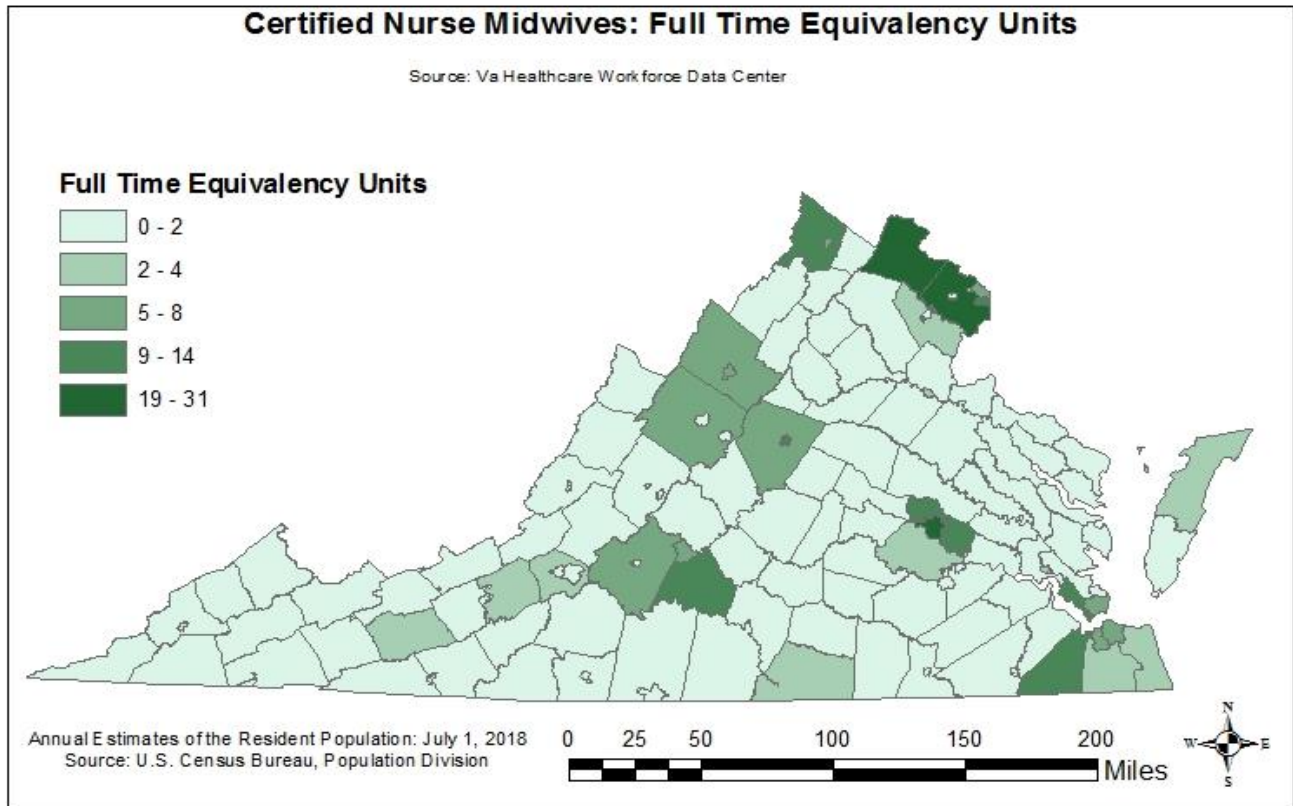 Certified Nurse Midwives: Full Time Equivalency Units
Source: Va Healthcare Workforce Data Center
Full Time Equivalency Units
0 - 2
2 - 4
5 - 8
9 - 14
19 - 31
Annual Estimates of the Resident Population: July 1, 2018
Source: U.S. Census Bureau, Population Division
0 25 50 100 150 200
Miles
N
W E
S